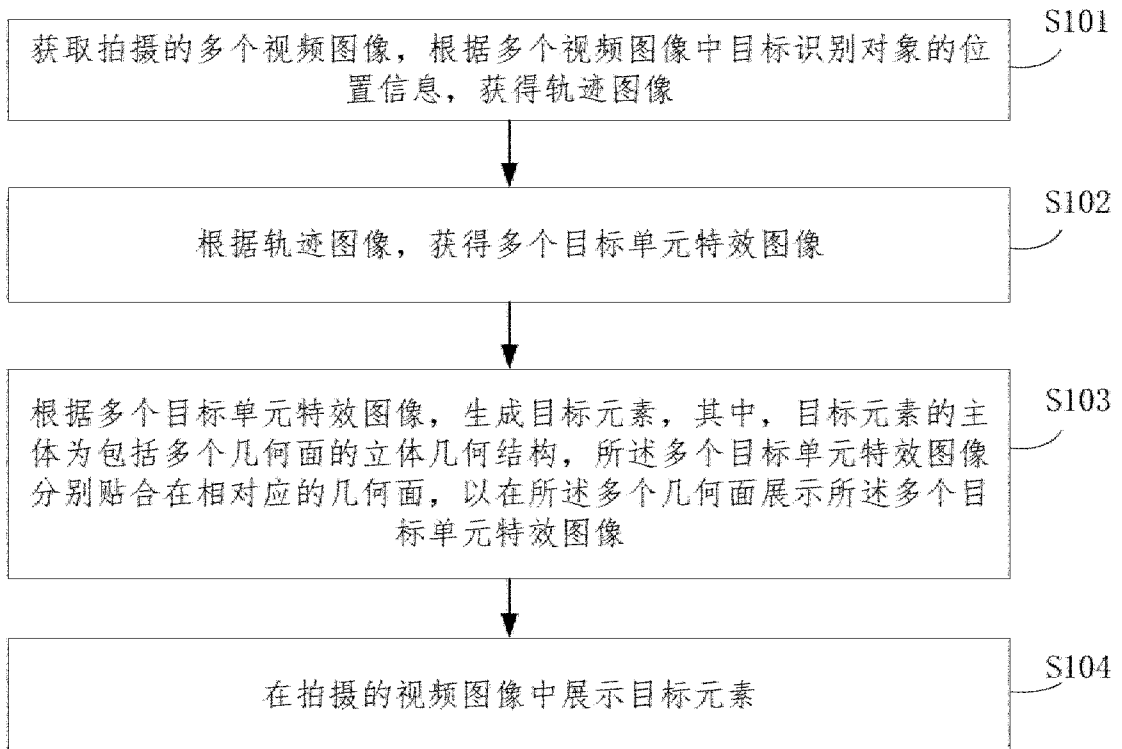 S101
获取拍摄的多个视频图像，根据多个视频图像中目标识别对象的位
置信息，获得轨迹图像
S102
根据轨迹图像，获得多个目标单元特效图像
S103
根据多个目标单元特效图像，生成目标元素，其中，目标元素的主
体为包括多个几何面的立体几何结构，所述多个目标单元特效图像
分别贴合在相对应的几何面，以在所述多个几何面展示所述多个目
标单元特效图像
S104
在拍摄的视频图像中展示目标元素